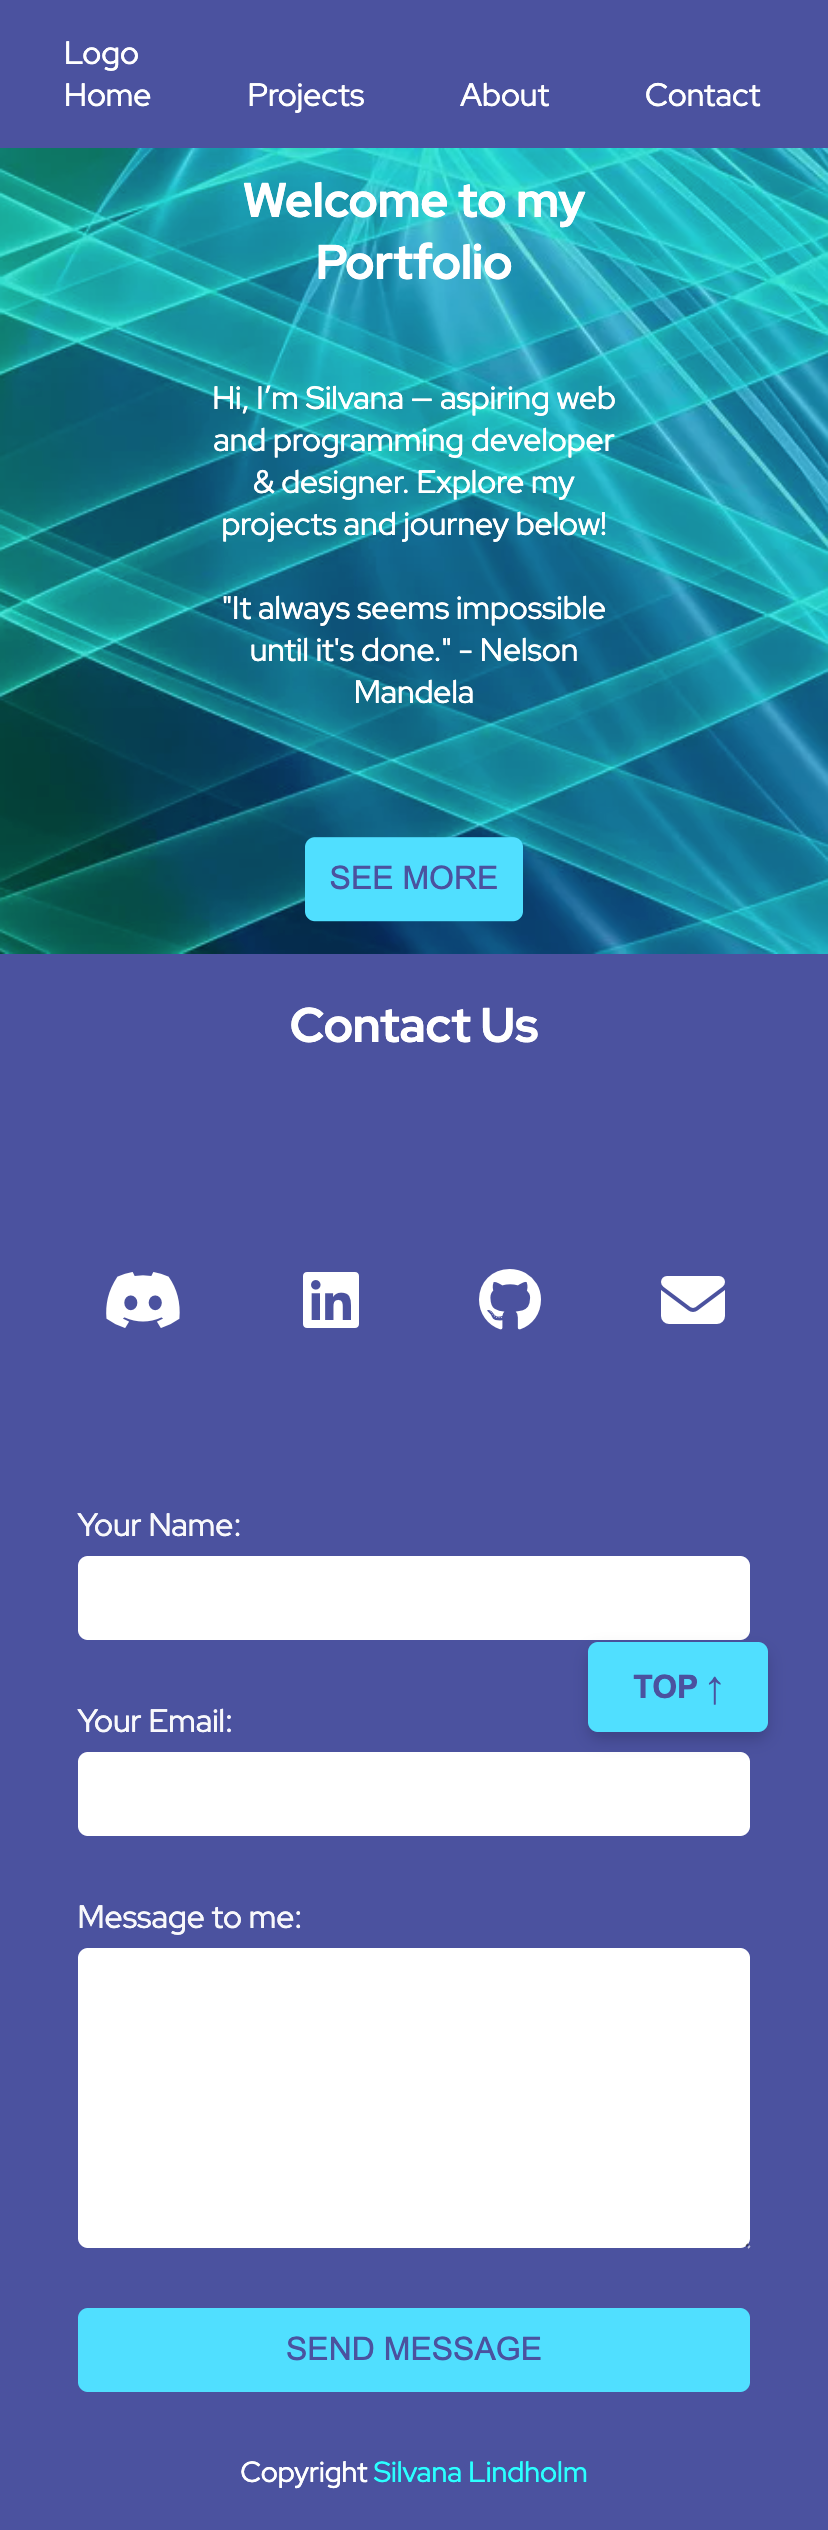 Logo
Home Projects About Contact
Welcome to my
Portfolio
Hi, I’m Silvana — aspiring web
and programming developer
& designer. Explore my
projects and journey below!
"It always seems impossible
until it's done." - Nelson
Mandela
SEE MORE
Contact Us
in
Your Name:
TOP ↑
Your Email:
Message to me:
SEND MESSAGE
Copyright Silvana Lindholm